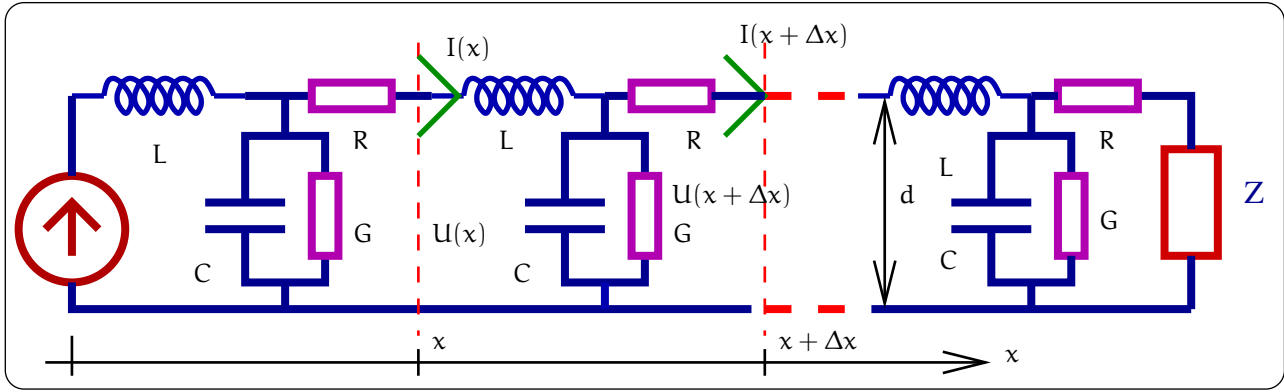 I(x)
I(x + Δx)
L
R
L
R
R
L
U(x + Δx)
d
Z
G
U(x)
G
G
C
C
C
x
x + Δx
x